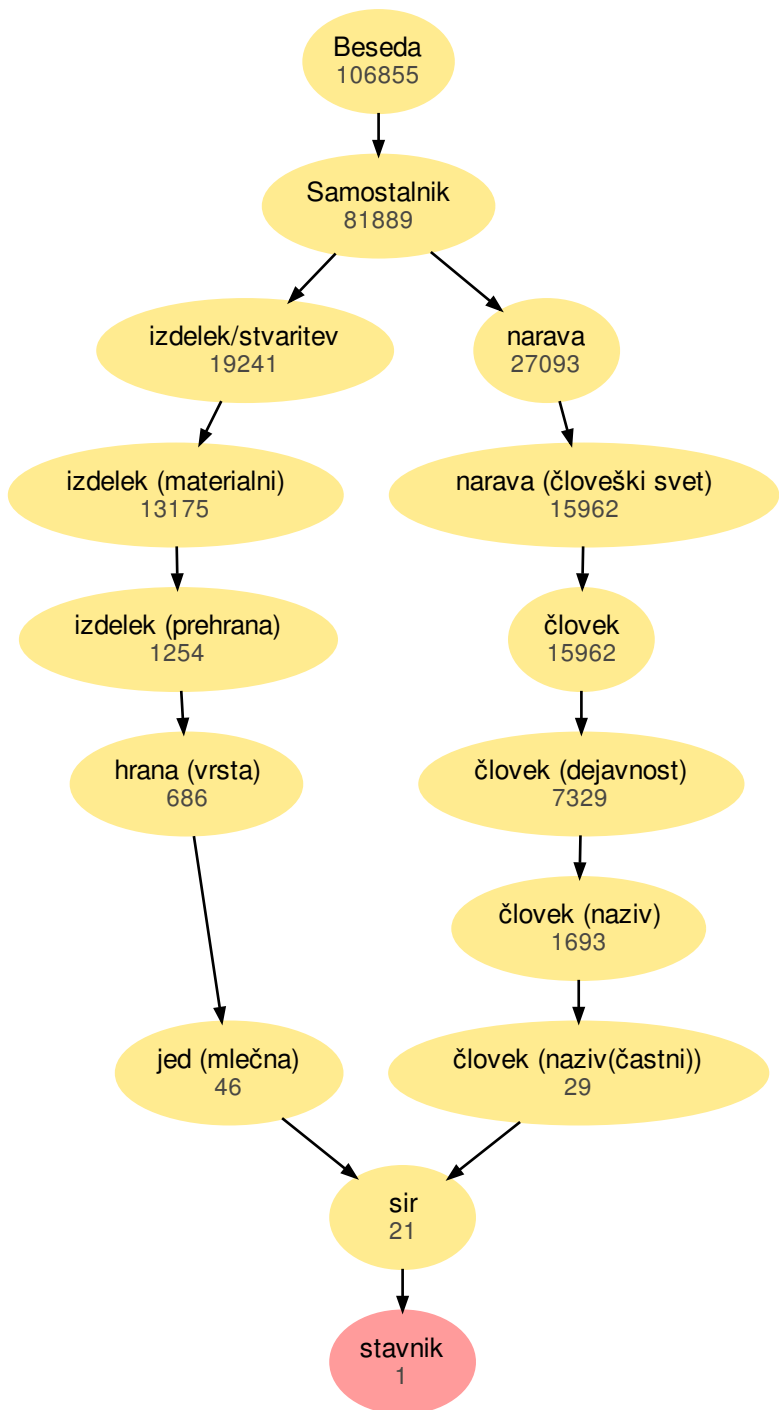 Beseda
106855
Samostalnik
81889
izdelek/stvaritev
19241
narava
27093
izdelek (materialni)
13175
narava (človeški svet)
15962
izdelek (prehrana)
1254
človek
15962
hrana (vrsta)
686
človek (dejavnost)
7329
človek (naziv)
1693
jed (mlečna)
46
človek (naziv(častni))
29
sir
21
stavnik
1